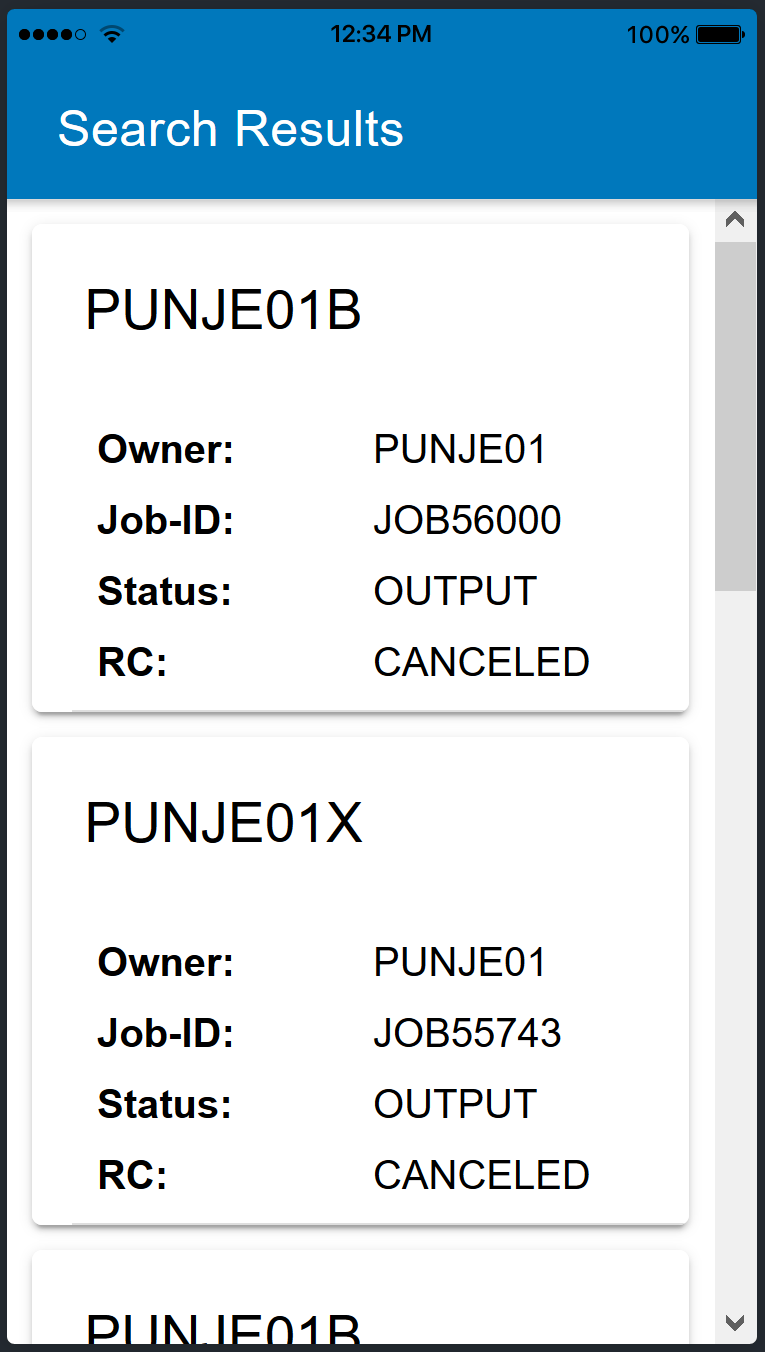 12:34 PM 100%
Search Results
PUNJE01B
Owner: PUNJE01
Job-ID: JOB56000
Status: OUTPUT
RC: CANCELED
PUNJE01X
Owner: PUNJE01
Job-ID: JOB55743
Status: OUTPUT
RC: CANCELED
PUNJE01B